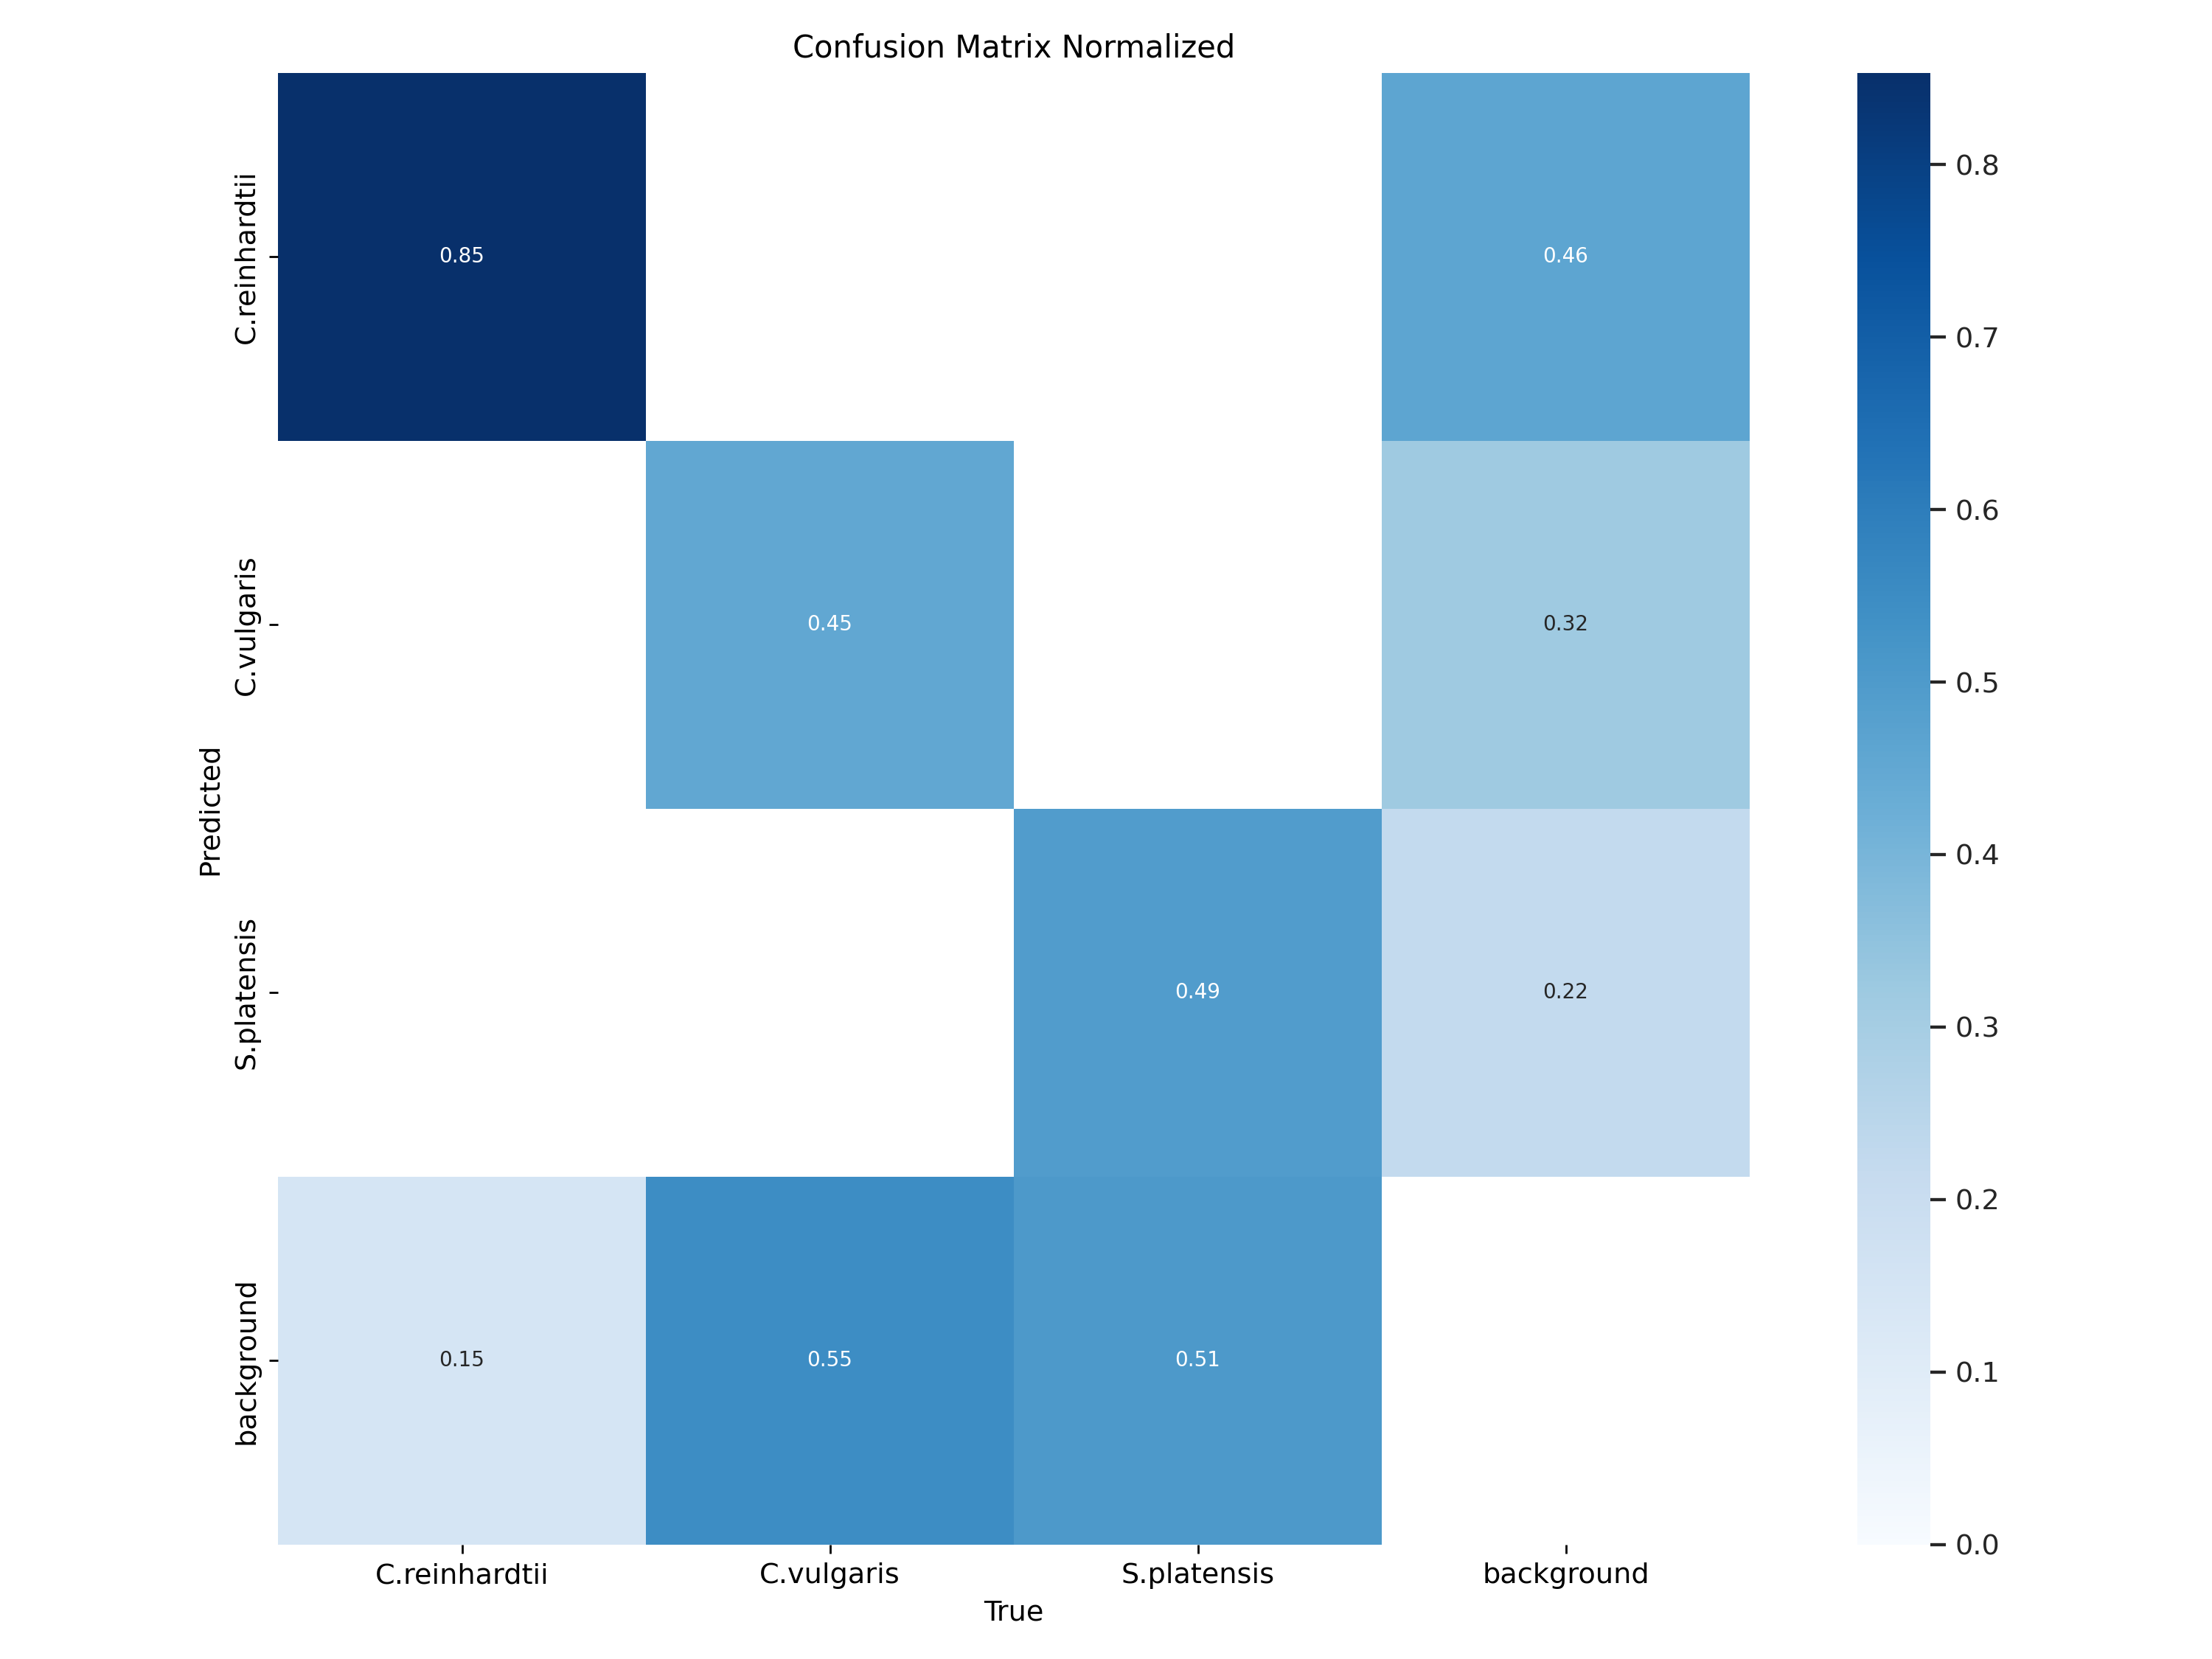 Confusion Matrix Normalized
C.reinhardtii
0.85
0.46
C.vulgaris
0.45
0.32
S.platensis
0.49
0.22
background
0.15
0.55
0.51
C.reinhardtii
C.vulgaris
S.platensis
background
Predicted
True
0.8
0.7
0.6
0.5
0.4
0.3
0.2
0.1
0.0